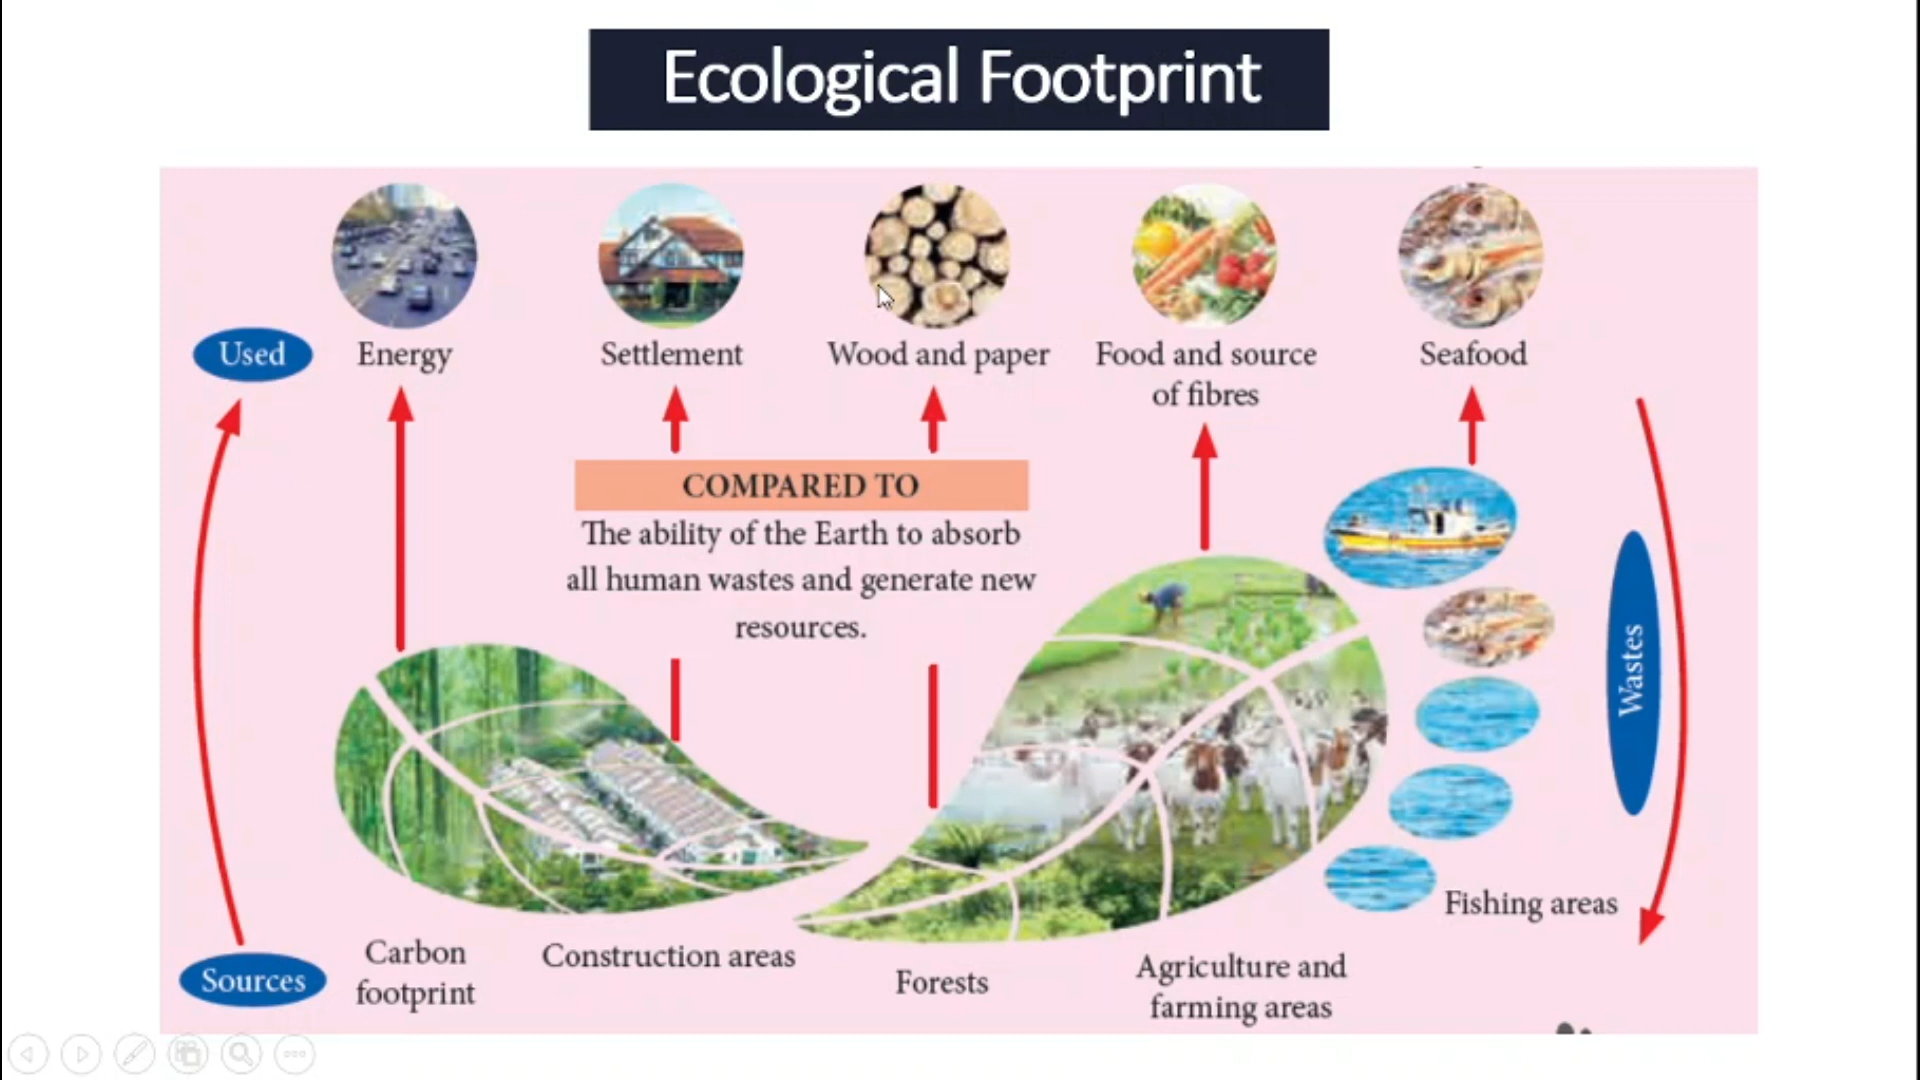 Ecological Footprint
Used
Energy
Settlement
Wood and paper
Food and source
of fibres
Seafood
COMPARED TO
The ability of the Earth to absorb
all human wastes and generate new
resources.
Wastes
Fishing areas
Sources
Carbon
footprint
Construction areas
Forests
Agriculture and
farming areas